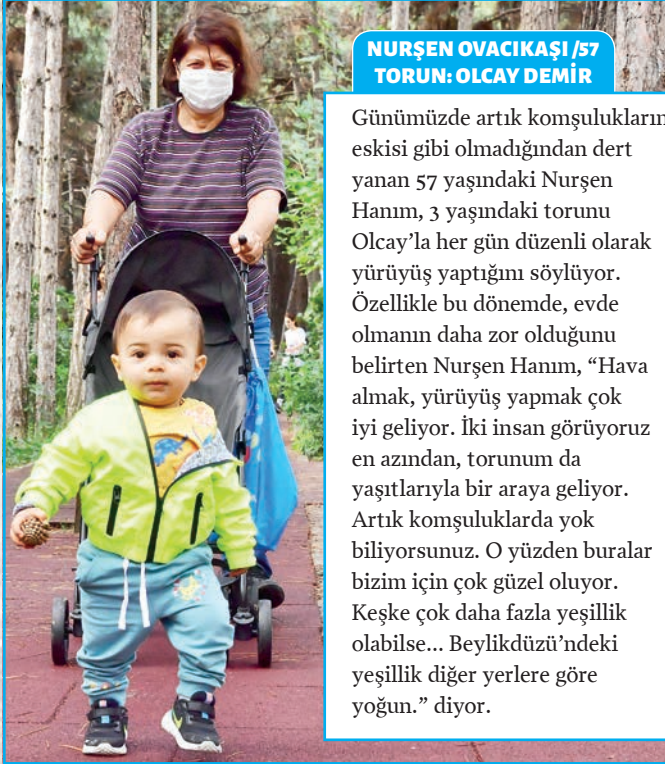 NURŞEN OVACIKAŞI /57
TORUN: OLCAY DEMİR
Günümüzde artık komşulukların
eskisi gibi olmadığından dert
yanan 57 yaşındaki Nurşen
Hanım, 3 yaşındaki torunu
Olcay’la her gün düzenli olarak
yürüyüş yaptığını söylüyor.
Özellikle bu dönemde, evde
olmanın daha zor olduğunu
belirten Nurşen Hanım, “Hava
almak, yürüyüş yapmak çok
iyi geliyor. İki insan görüyoruz
en azından, torunum da
yaşıtlarıyla bir araya geliyor.
Artık komşuluklarda yok
biliyorsunuz. O yüzden buralar
bizim için çok güzel oluyor.
Keşke çok daha fazla yeşillik
olabilse... Beylikdüzü’ndeki
yeşillik diğer yerlere göre
yoğun.” diyor.